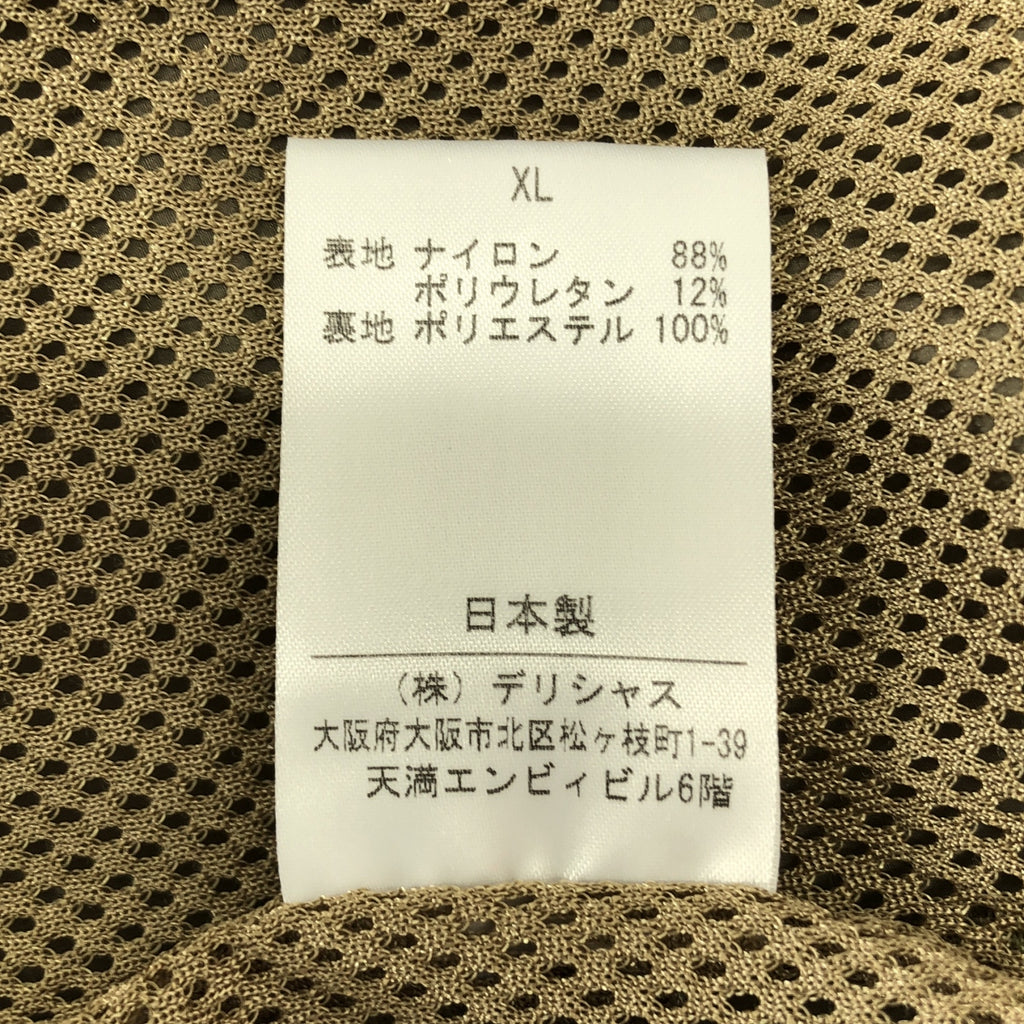 XL
表地 ナイロン 88%
ポリウレタン 12%
裏地 ポリエステル 100%
日本製
（株）デリシャス
大阪府大阪市北区松ヶ枝町1-39
天満エンビィビル6階